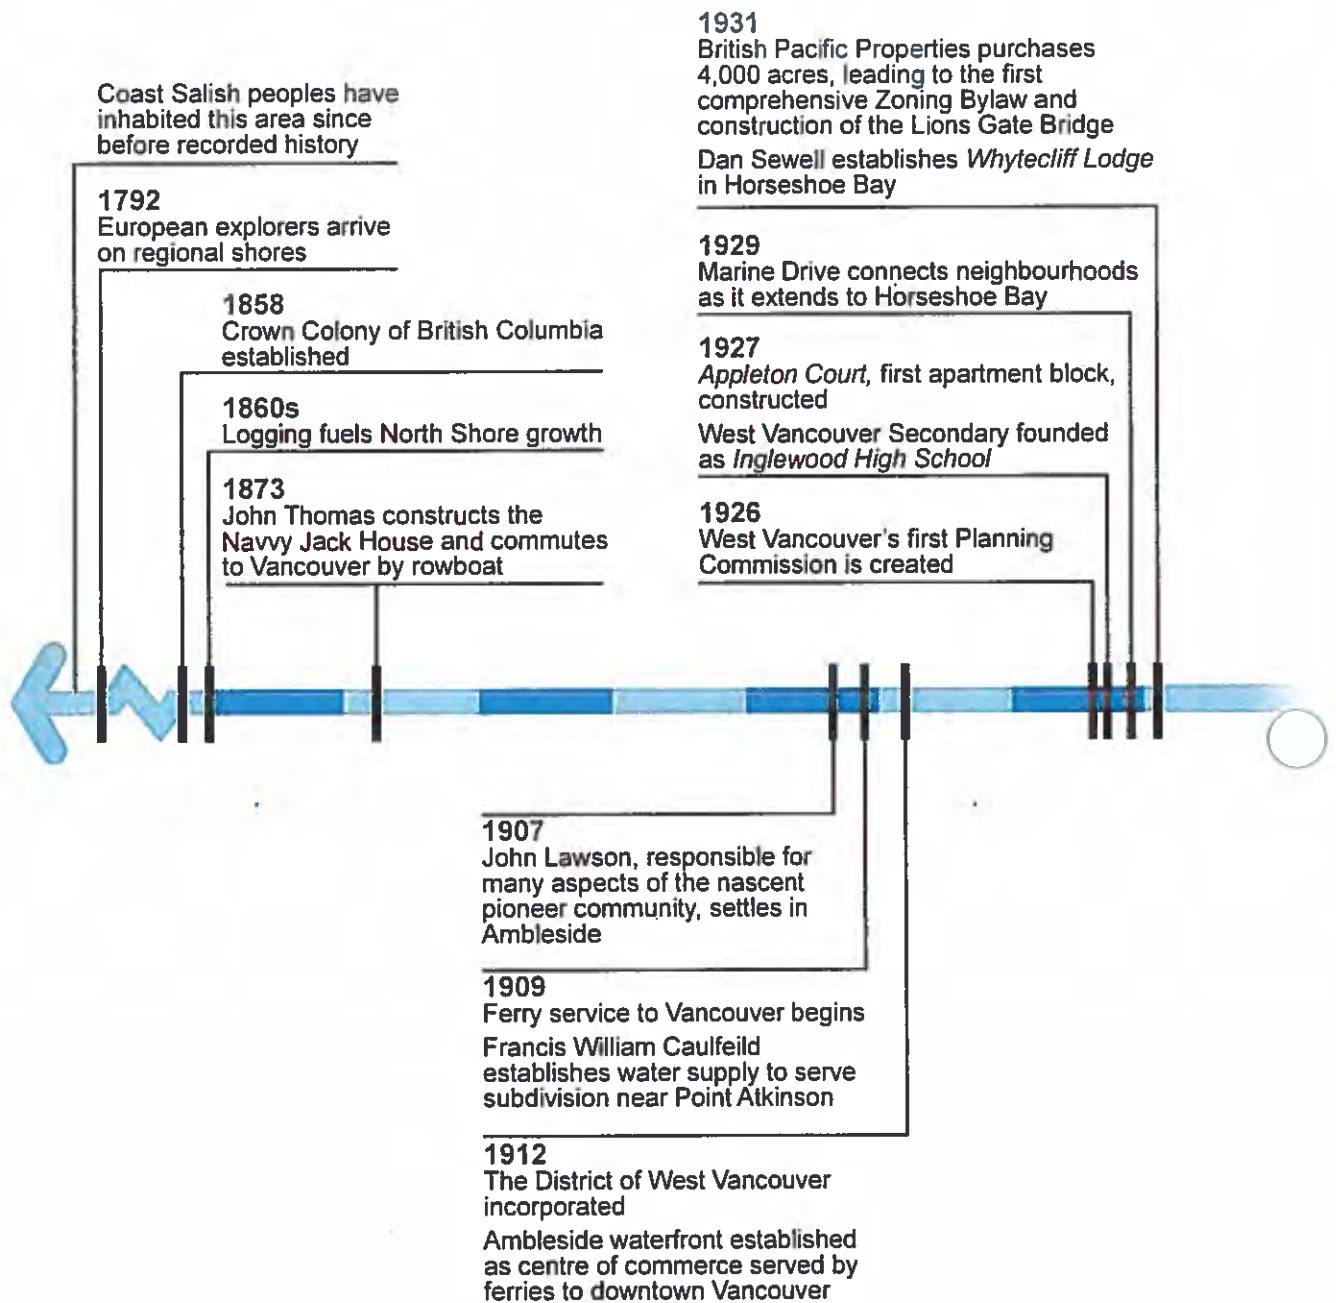 Coast Salish peoples have
inhabited this area since
before recorded history
1792
European explorers arrive
on regional shores
1858
Crown Colony of British Columbia
established
1860s
Logging fuels North Shore growth
1873
John Thomas constructs the
Navvy Jack House and commutes
to Vancouver by rowboat
1907
John Lawson, responsible for
many aspects of the nascent
pioneer community, settles in
Ambleside
1909
Ferry service to Vancouver begins
Francis William Caulfeild
establishes water supply to serve
subdivision near Point Atkinson
1912
The District of West Vancouver
incorporated
Ambleside waterfront established
as centre of commerce served by
ferries to downtown Vancouver
1926
West Vancouver's first Planning
Commission is created
1927
Appleton Court, first apartment block,
constructed
West Vancouver Secondary founded
as Inglewood High School
1929
Marine Drive connects neighbourhoods
as it extends to Horseshoe Bay
1931
British Pacific Properties purchases
4,000 acres, leading to the first
comprehensive Zoning Bylaw and
construction of the Lions Gate Bridge
Dan Sewell establishes Whytecliff Lodge
in Horseshoe Bay